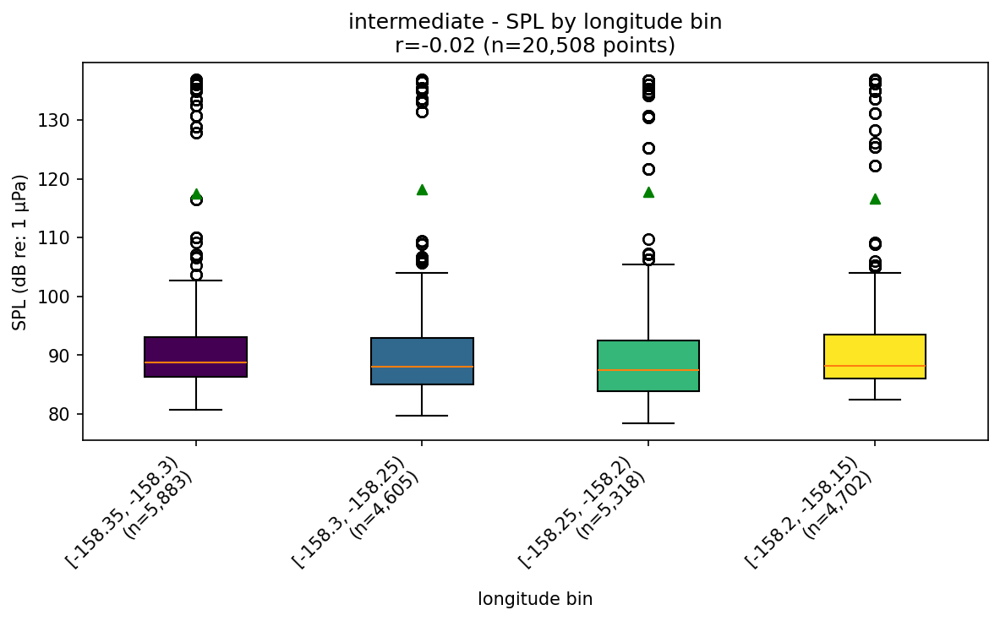 intermediate - SPL by longitude bin
r=-0.02 (n=20,508 points)
SPL (dB re: 1 µPa)
130
120
110
100
90
80
[-158.35, -158.3)
(n=5,883)
[-158.3, -158.25)
(n=4,605)
[-158.25, -158.2)
(n=5,318)
[-158.2, -158.15)
(n=4,702)
longitude bin